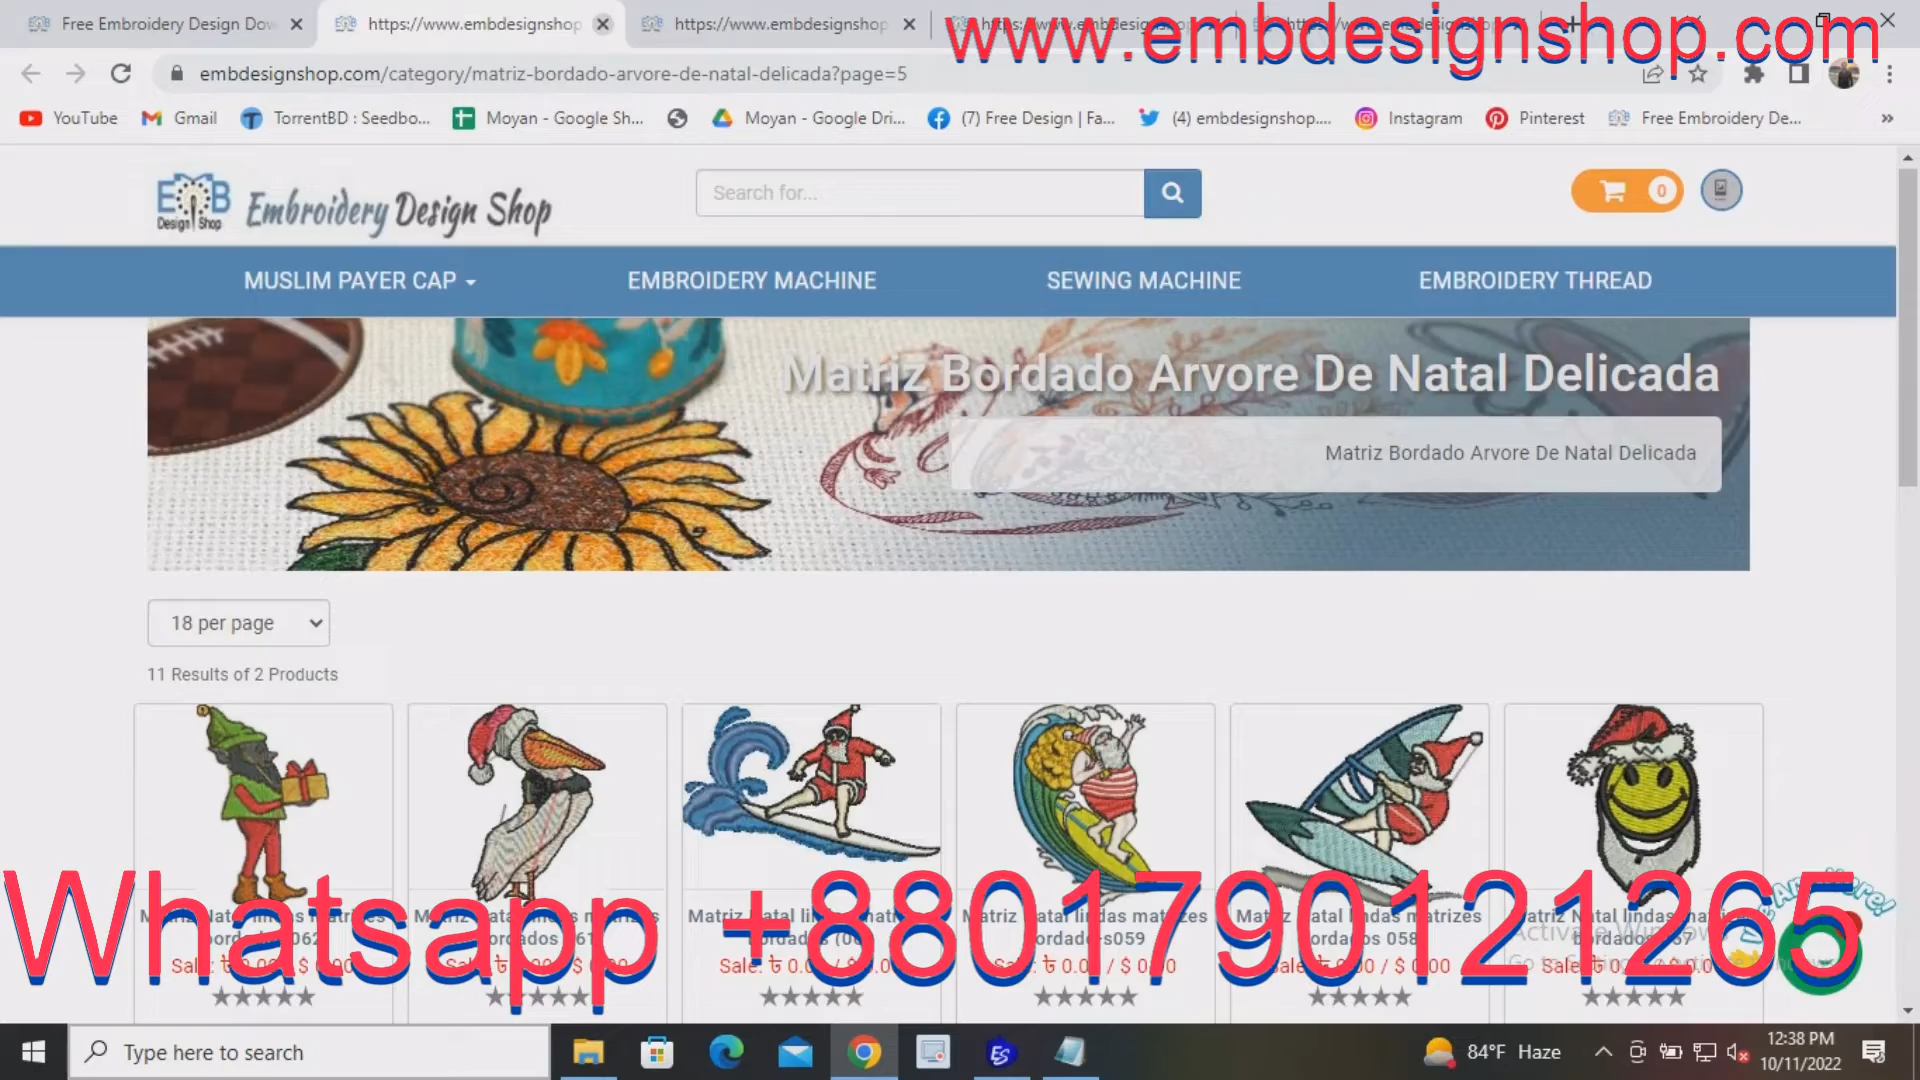 Free Embroidery Design Dow
https://www.embdesignshop
https://www.embdesignshop
www.embdesignshop.com
embdesignshop.com/category/matriz-bordado-arvore-de-natal-delicada?page=5
YouTube
Gmail
TorrentBD : Seedbo...
Moyan - Google Sh...
Moyan - Google Dri...
(7) Free Design | Fa...
(4) embdesignshop....
Instagram
Pinterest
Free Embroidery De...
»
EMB
Design Shop
Embroidery Design Shop
Search for...
0
MUSLIM PAYER CAP
EMBROIDERY MACHINE
SEWING MACHINE
EMBROIDERY THREAD
Matriz Bordado Arvore De Natal Delicada
Matriz Bordado Arvore De Natal Delicada
18 per page
11 Results of 2 Products
Whatsapp +8801790121265
Type here to search
ES
84°F Haze
12:38 PM
10/11/2022